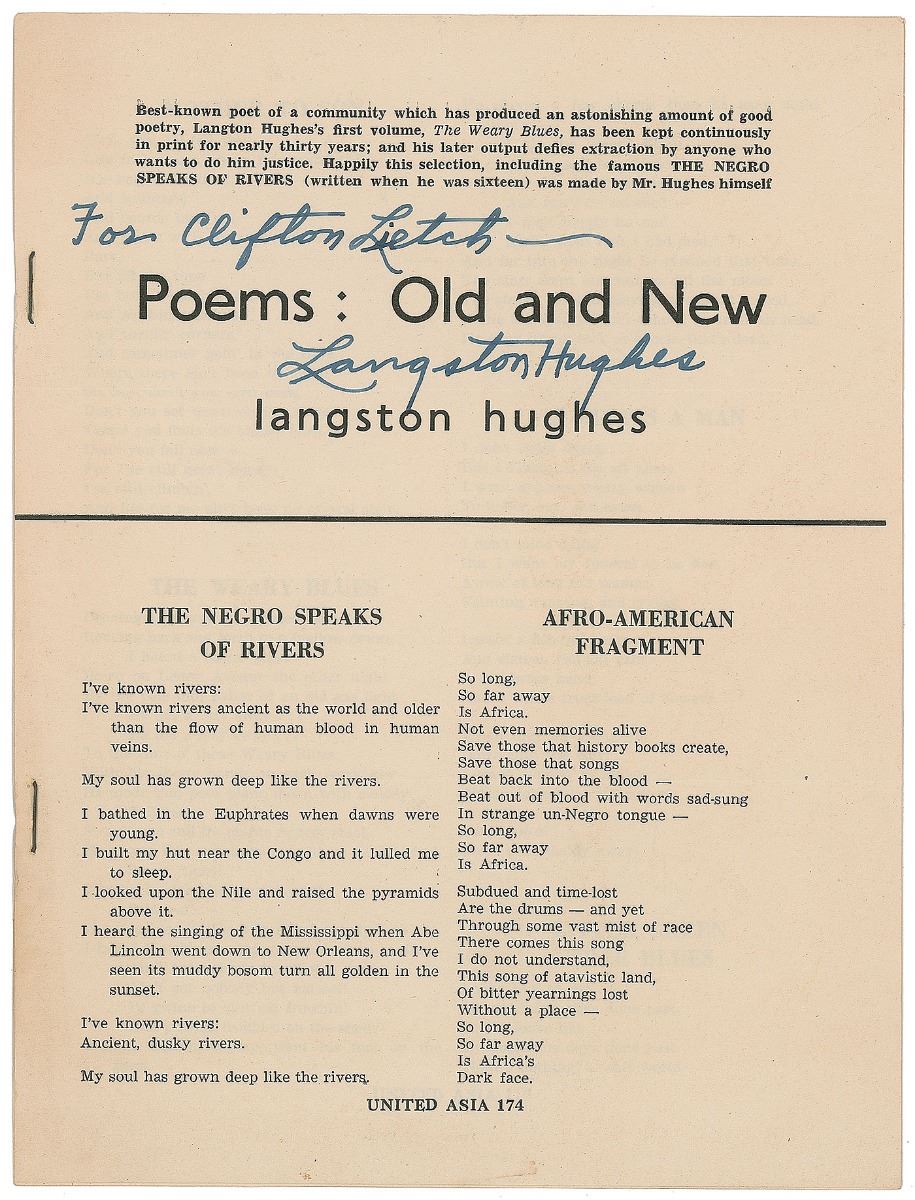 Best-known poet of a community which has produced an astonishing amount of good
poetry, Langton Hughes's first volume, The Weary Blues, has been kept continuously
in print for nearly thirty years; and his later output defies extraction by anyone who
wants to do him justice. Happily this selection, including the famous THE NEGRO
SPEAKS OF RIVERS (written when he was sixteen) was made by Mr. Hughes himself
For Clifton Letch —
Poems : Old and New
Langston Hughes
langston hughes
THE NEGRO SPEAKS
OF RIVERS
I've known rivers:
I've known rivers ancient as the world and older
than the flow of human blood in human
veins.
My soul has grown deep like the rivers.
I bathed in the Euphrates when dawns were
young.
I built my hut near the Congo and it lulled me
to sleep.
I looked upon the Nile and raised the pyramids
above it.
I heard the singing of the Mississippi when Abe
Lincoln went down to New Orleans, and I've
seen its muddy bosom turn all golden in the
sunset.
I've known rivers:
Ancient, dusky rivers.
My soul has grown deep like the rivers.
AFRO-AMERICAN
FRAGMENT
So long,
So far away
Is Africa.
Not even memories alive
Save those that history books create,
Save those that songs
Beat back into the blood —
Beat out of blood with words sad-sung
In strange un-Negro tongue —
So long,
So far away
Is Africa.
Subdued and time-lost
Are the drums — and yet
Through some vast mist of race
There comes this song
I do not understand,
This song of atavistic land,
Of bitter yearnings lost
Without a place —
So long,
So far away
Is Africa's
Dark face.
UNITED ASIA 174